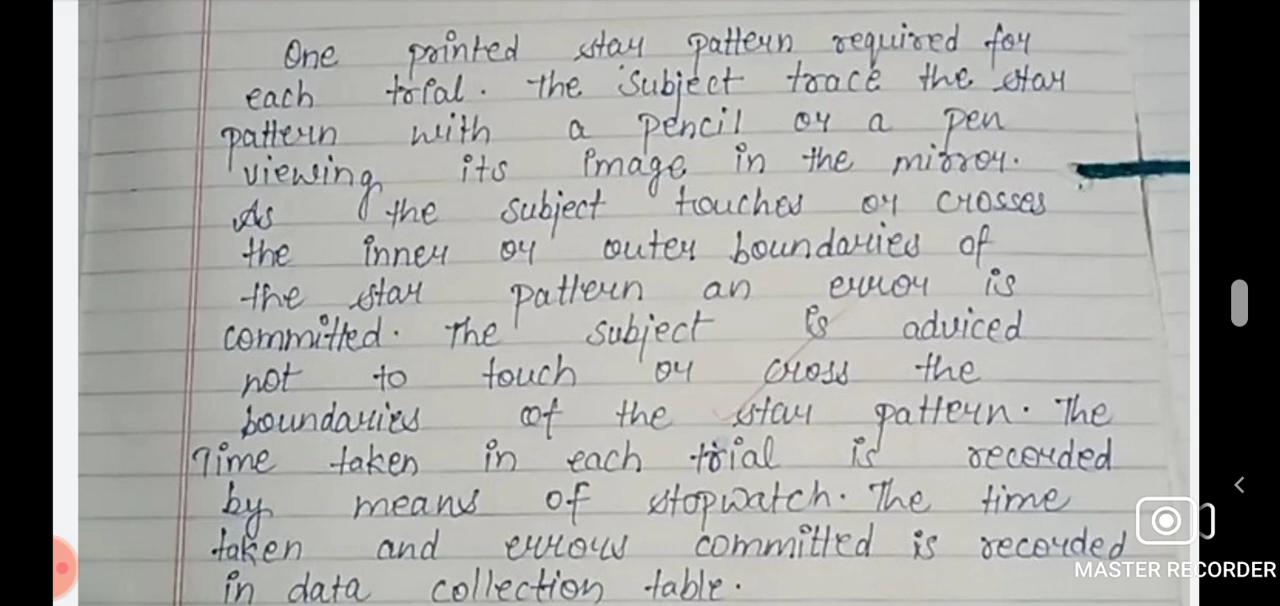 One printed star pattern required for
each trial. The subject trace the star
pattern with a pencil or a pen
viewing its image in the mirror.
As the subject touches or crosses
the inner or outer boundaries of
the star pattern an error is
committed. The subject is adviced
not to touch or cross the
boundaries of the star pattern. The
Time taken in each trial is recorded
by means of stopwatch. The time
taken and errors committed is recorded
in data collection table.
MASTER RECORDER